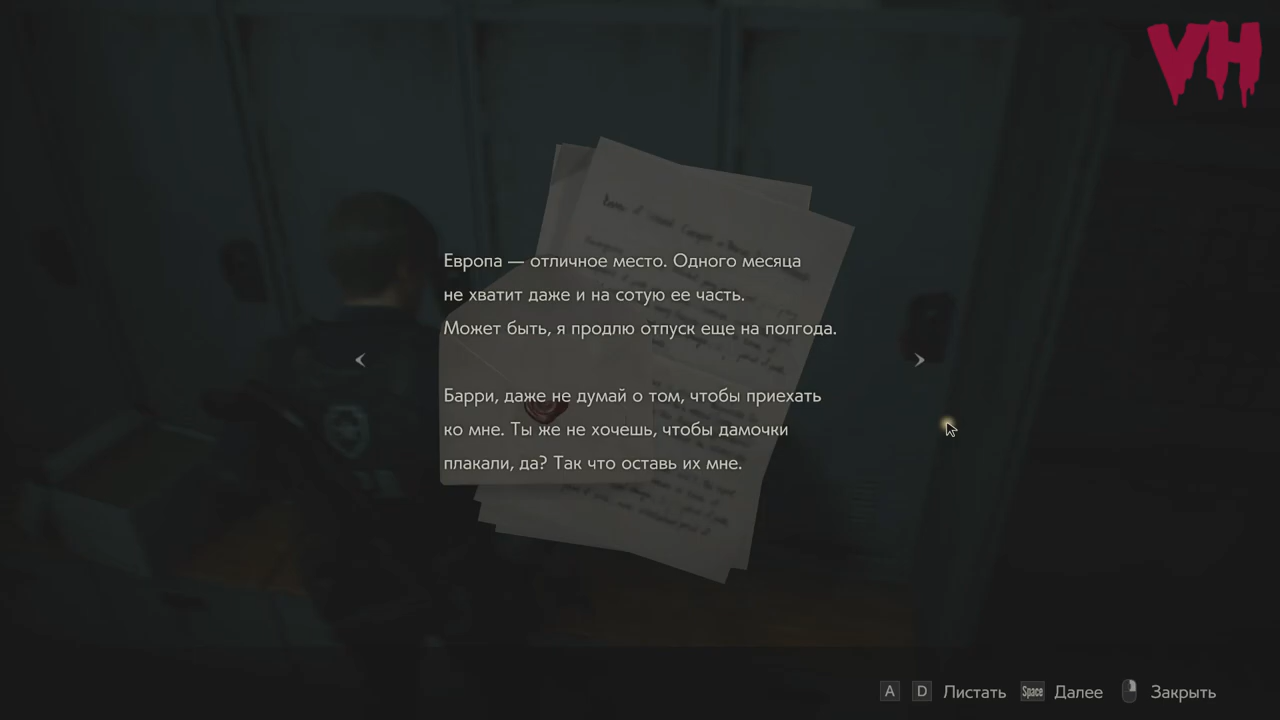 VH
Европа — отличное место. Одного месяца
не хватит даже и на сотую ее часть.
Может быть, я продлю отпуск еще на полгода.
Барри, даже не думай о том, чтобы приехать
ко мне. Ты же не хочешь, чтобы дамочки
плакали, да? Так что оставь их мне.
A D Листать Space Далее Закрыть